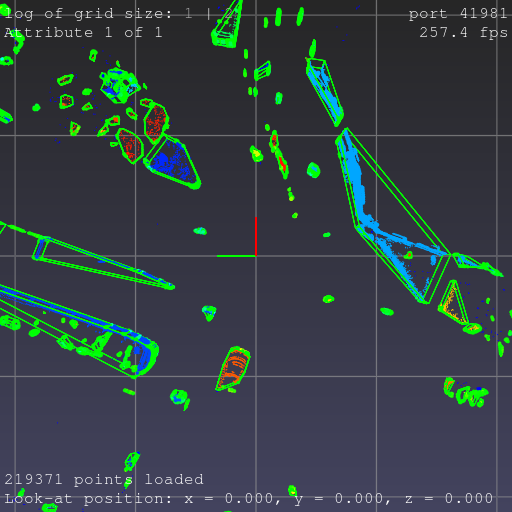 log of grid size: 1 |
port 41981
Attribute 1 of 1
257.4 fps
219371 points loaded
Look-at position: x = 0.000, y = 0.000, z = 0.000